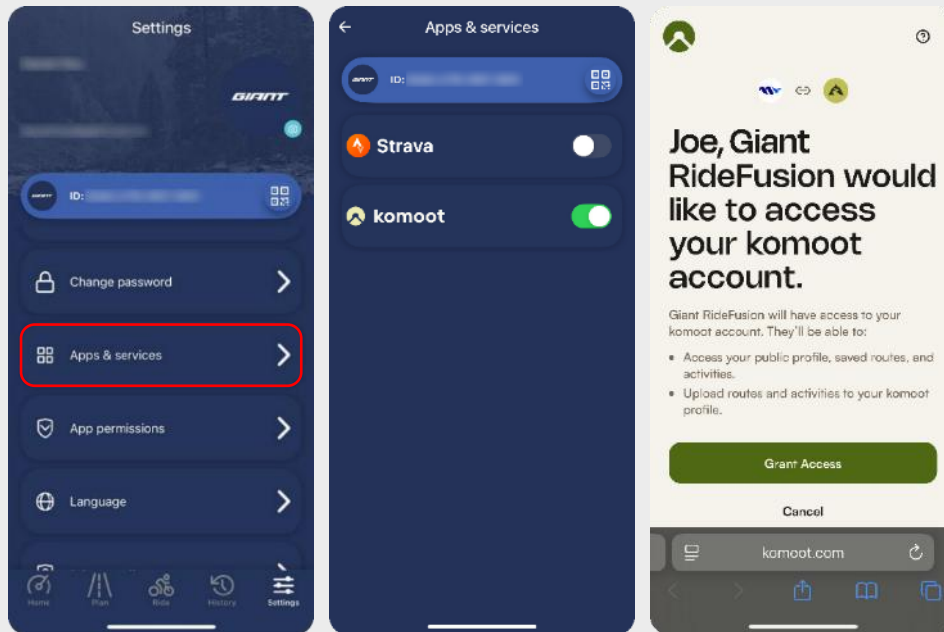 Settings
GIANT
GIANT
ID:
Change password
Apps & services
App permissions
Language
Home
Plan
Ride
History
Settings
Apps & services
GIANT
ID:
Strava
komoot
Joe, Giant
RideFusion would
like to access
your komoot
account.
Giant RideFusion will have access to your
komoot account. They'll be able to:
• Access your public profile, saved routes, and
activities.
• Upload routes and activities to your komoot
profile.
Grant Access
Cancel
komoot.com